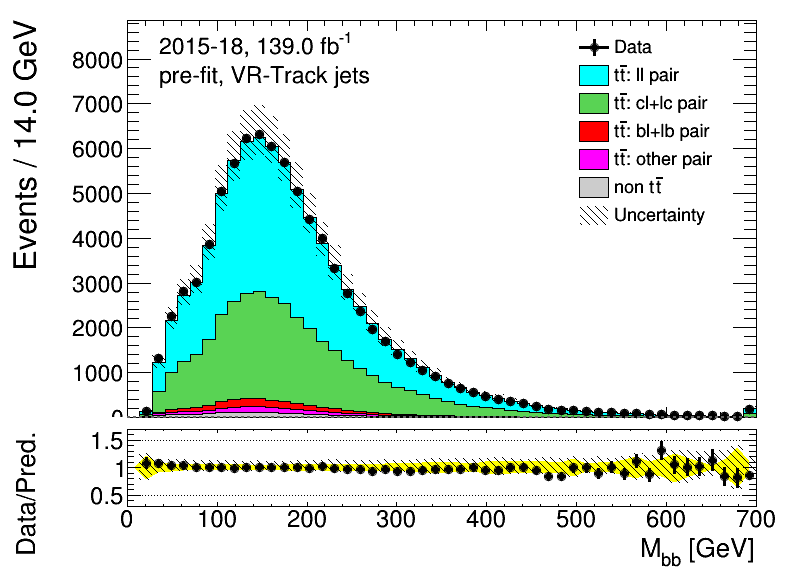 Events / 14.0 GeV
8000
7000
6000
5000
4000
3000
2000
1000
0
2015-18, 139.0 fb⁻¹
pre-fit, VR-Track jets
Data
tt̄: ll pair
tt̄: cl+lc pair
tt̄: bl+lb pair
tt̄: other pair
non tt̄
Uncertainty
Data/Pred.
1.5
1
0.5
0 100 200 300 400 500 600 700
M_bb [GeV]